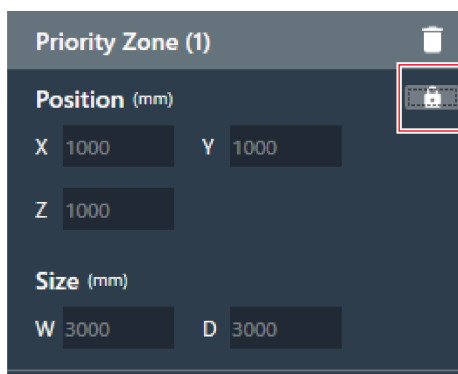 Priority Zone (1)
Position (mm)
X 1000 Y 1000
Z 1000
Size (mm)
W 3000 D 3000